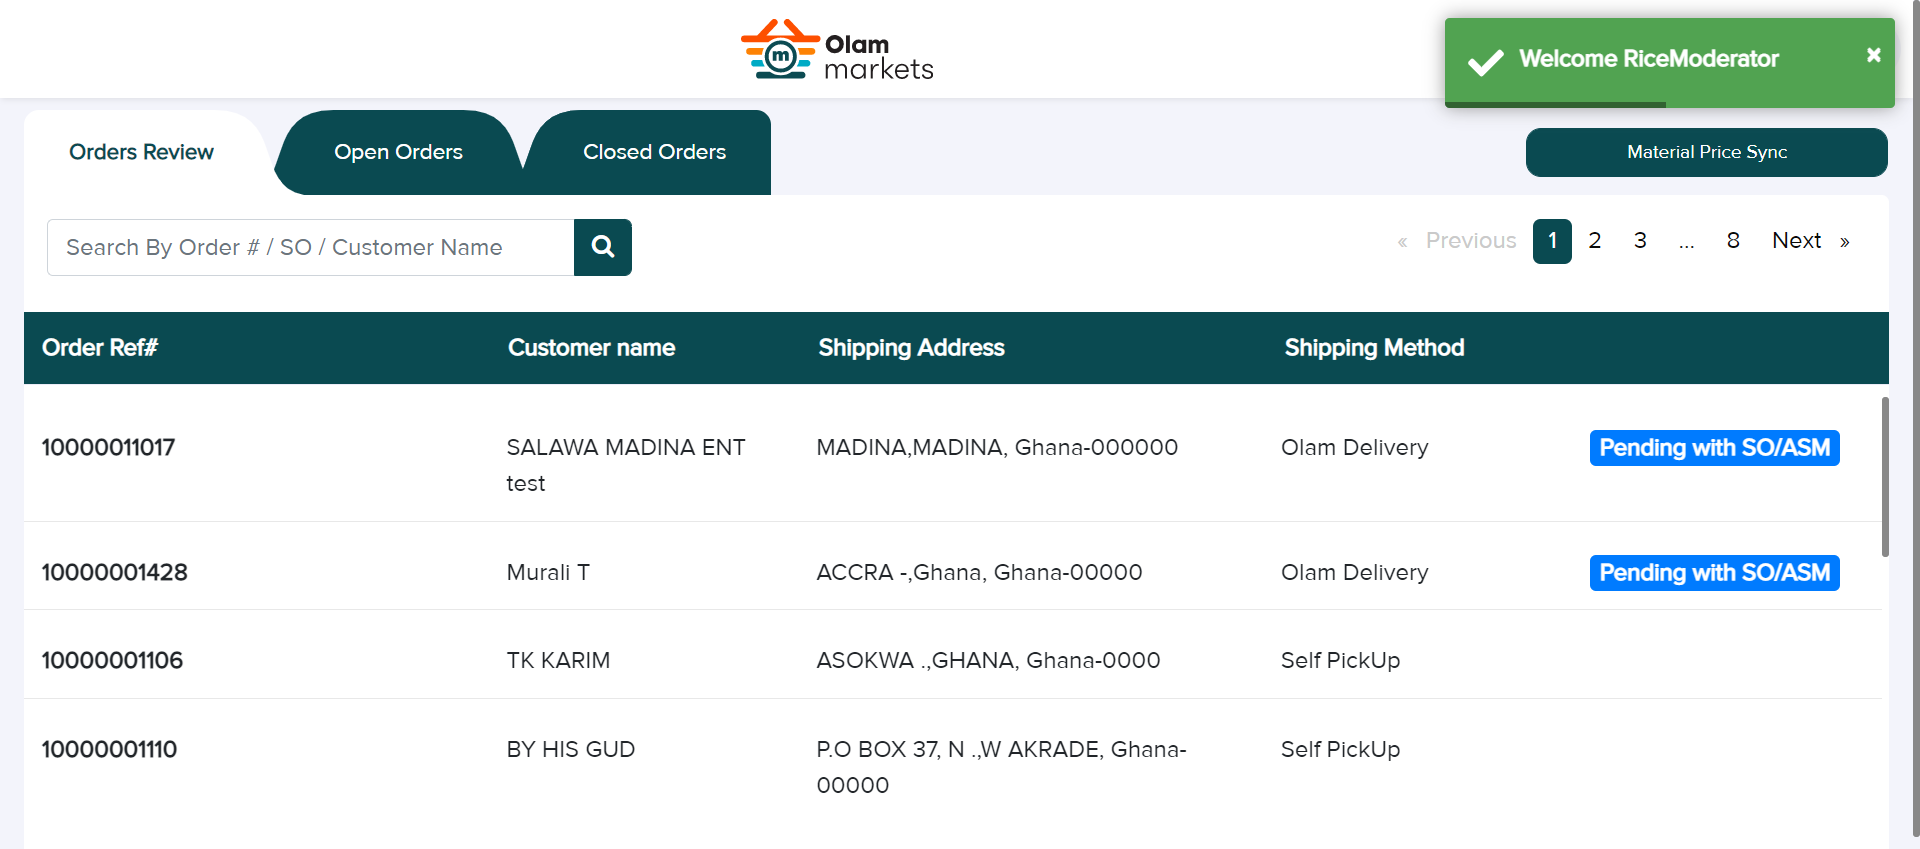 m
Olam
markets
Welcome RiceModerator
×
Orders Review
Open Orders
Closed Orders
Material Price Sync
Search By Order # / SO / Customer Name
« Previous 1 2 3 ... 8 Next »
Order Ref# Customer name Shipping Address Shipping Method
10000011017 SALAWA MADINA ENT MADINA,MADINA, Ghana-000000 Olam Delivery Pending with SO/ASM
test
10000001428 Murali T ACCRA -,Ghana, Ghana-00000 Olam Delivery Pending with SO/ASM
10000001106 TK KARIM ASOKWA .,GHANA, Ghana-0000 Self PickUp
10000001110 BY HIS GUD P.O BOX 37, N .,W AKRADE, Ghana- Self PickUp
00000